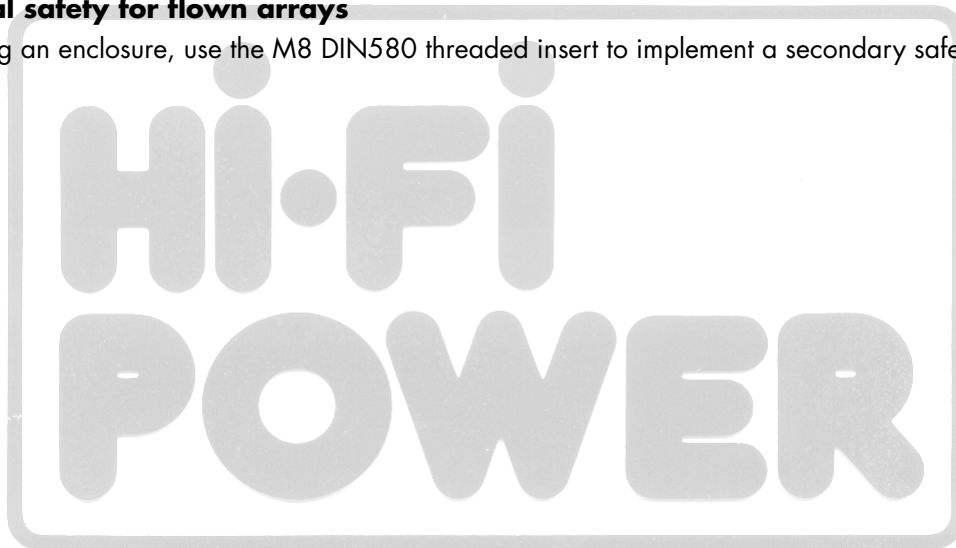 al safety for flown arrays
g an enclosure, use the M8 DIN580 threaded insert to implement a secondary safe
Hi·Fi
POWER